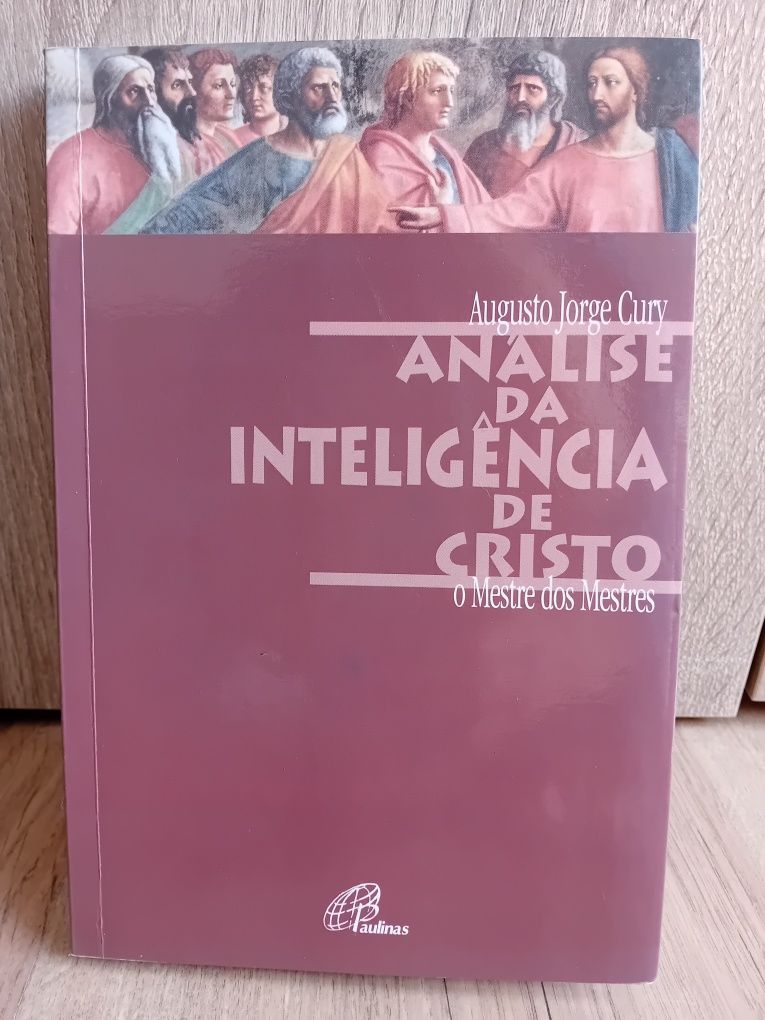 Augusto Jorge Cury
ANÁLISE
DA
INTELIGÊNCIA
DE
CRISTO
o Mestre dos Mestres
Paulinas